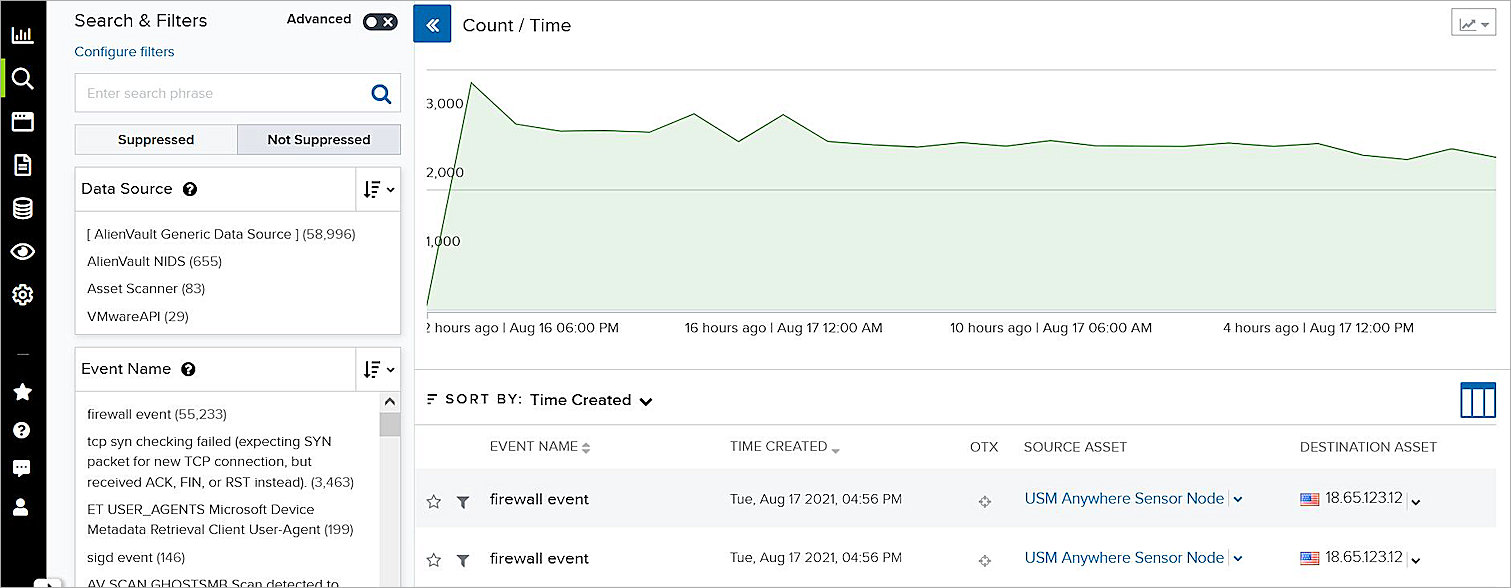 Search & Filters
Advanced
Configure filters
Enter search phrase
Suppressed
Not Suppressed
Data Source
[ AlienVault Generic Data Source ] (58,996)
AlienVault NIDS (655)
Asset Scanner (83)
VMwareAPI (29)
Event Name
firewall event (55,233)
tcp syn checking failed (expecting SYN
packet for new TCP connection, but
received ACK, FIN, or RST instead). (3,463)
ET USER_AGENTS Microsoft Device
Metadata Retrieval Client User-Agent (199)
sigd event (146)
AV SCAN GHOSTSMB Scan detected to
Count / Time
3,000
2,000
1,000
2 hours ago | Aug 16 06:00 PM
16 hours ago | Aug 17 12:00 AM
10 hours ago | Aug 17 06:00 AM
4 hours ago | Aug 17 12:00 PM
SORT BY: Time Created
EVENT NAME TIME CREATED OTX SOURCE ASSET DESTINATION ASSET
firewall event Tue, Aug 17 2021, 04:56 PM USM Anywhere Sensor Node 18.65.123.12
firewall event Tue, Aug 17 2021, 04:56 PM USM Anywhere Sensor Node 18.65.123.12